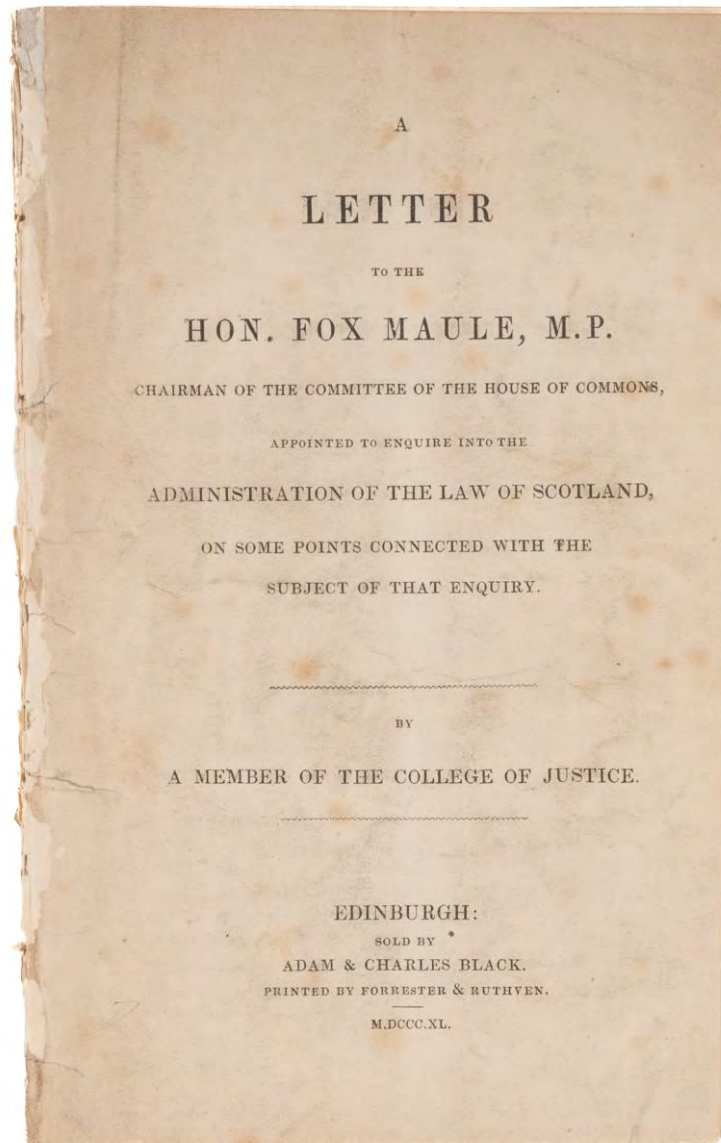 A
LETTER
TO THE
HON. FOX MAULE, M.P.
CHAIRMAN OF THE COMMITTEE OF THE HOUSE OF COMMONS,
APPOINTED TO ENQUIRE INTO THE
ADMINISTRATION OF THE LAW OF SCOTLAND,
ON SOME POINTS CONNECTED WITH THE
SUBJECT OF THAT ENQUIRY.
BY
A MEMBER OF THE COLLEGE OF JUSTICE.
EDINBURGH:
SOLD BY
ADAM & CHARLES BLACK.
PRINTED BY FORRESTER & RUTHVEN.
M.DCCC.XL.